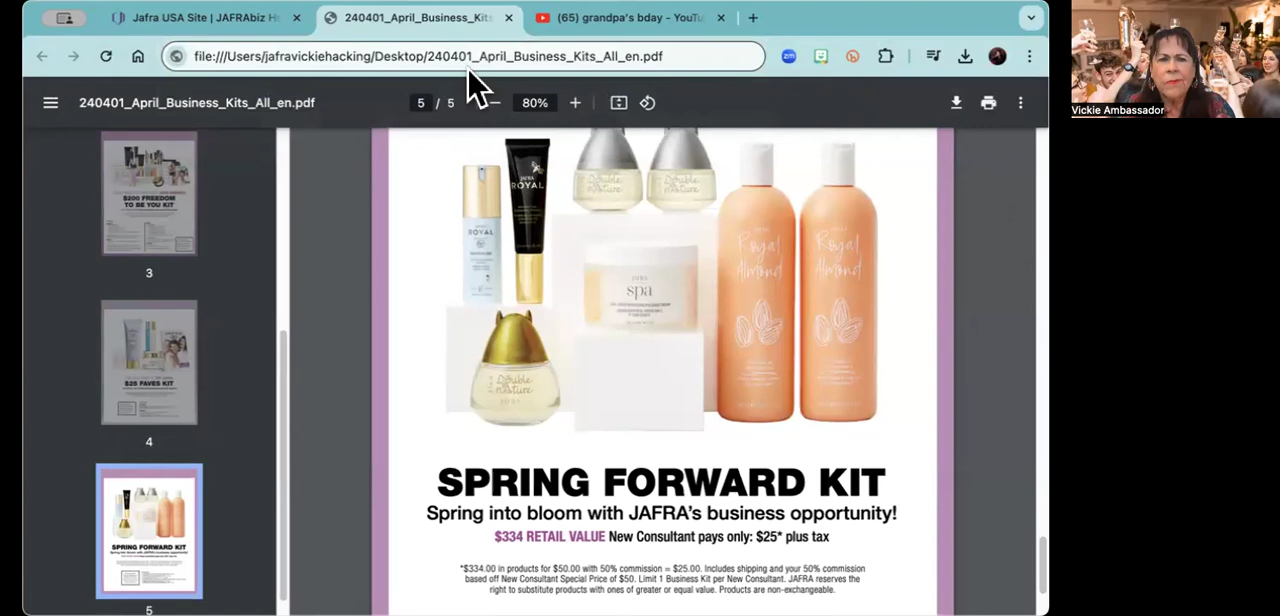 Jafra USA Site | JAFRAbiz H
240401_April_Business_Kits
(65) grandpa's bday - YouTu
file:///Users/jafravickiehacking/Desktop/240401_April_Business_Kits_All_en.pdf
Vickie Ambassador
240401_April_Business_Kits_All_en.pdf
5 / 5
80%
$200 FREEDOM
TO BE YOU KIT
3
$25 FAVES KIT
4
SPRING FORWARD KIT
5
JAFRA
ROYAL
ROYAL
Double
nature
Double
nature
JAFRA
spa
Royal
Almond
Royal
Almond
Double
nature
JAFRA
SPRING FORWARD KIT
Spring into bloom with JAFRA's business opportunity!
$334 RETAIL VALUE New Consultant pays only: $25* plus tax
*$334.00 in products for $50.00 with 50% commission = $25.00. Includes shipping and your 50% commission
based off New Consultant Special Price of $50. Limit 1 Business Kit per New Consultant. JAFRA reserves the
right to substitute products with ones of greater or equal value. Products are non-exchangeable.